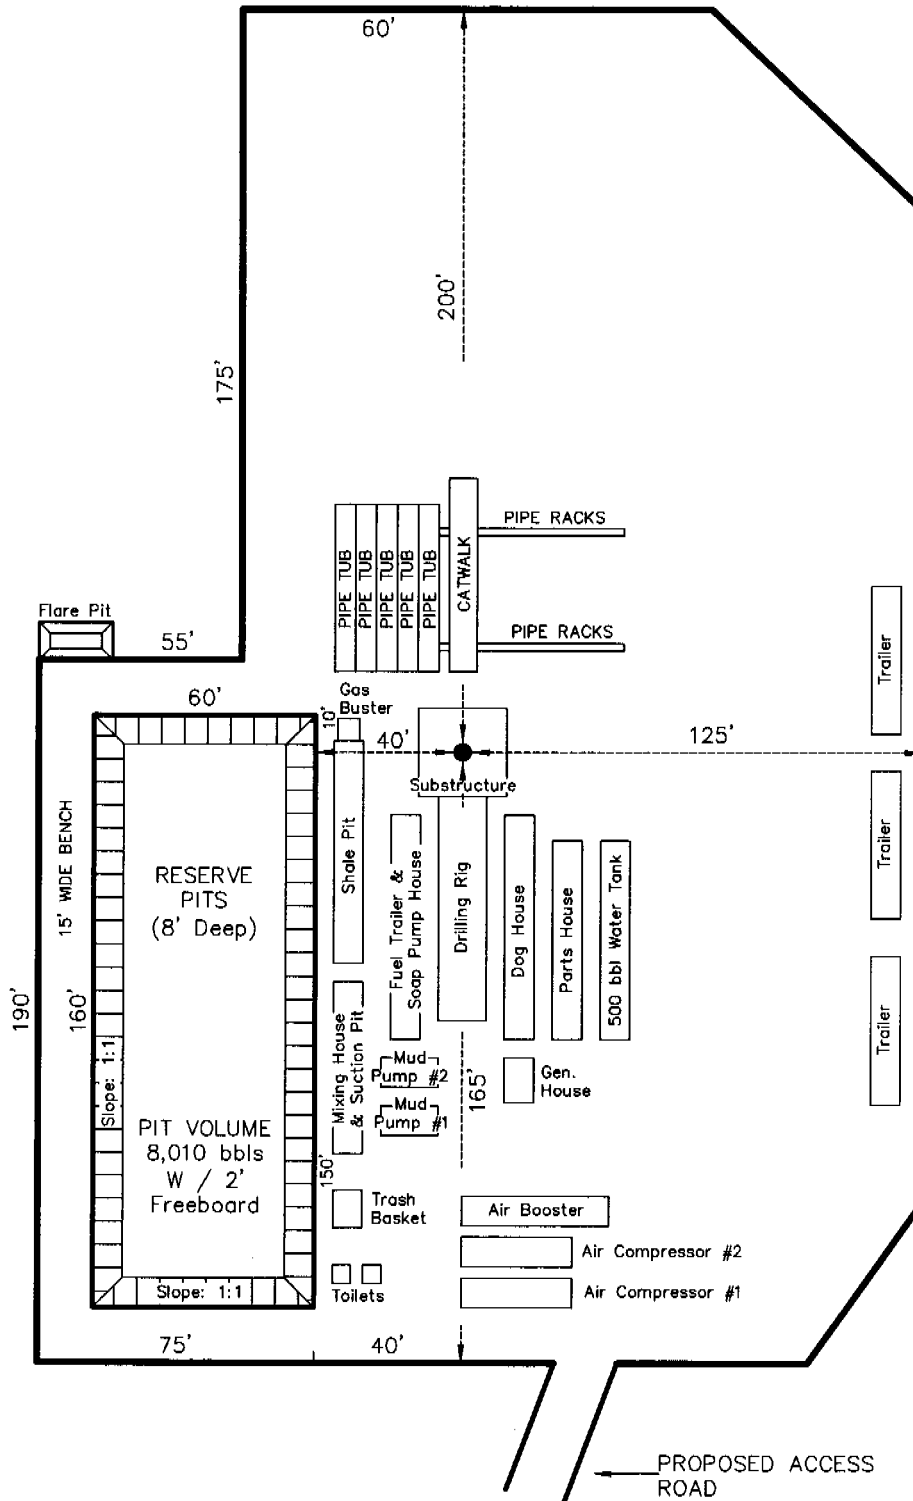 60'
200'
175'
PIPE TUB
PIPE TUB
PIPE TUB
PIPE TUB
PIPE TUB
CATWALK
PIPE RACKS
PIPE RACKS
Flare Pit
55'
Trailer
60'
Gas
Buster
10'
40'
125'
Substructure
15' WIDE BENCH
RESERVE
PITS
(8' Deep)
Shale Pit
Fuel Trailer &
Soap Pump House
Drilling Rig
Dog House
Parts House
500 bbl Water Tank
Trailer
190'
160'
Slope: 1:1
Mixing House
& Suction Pit
Mud
Pump #2
Mud
Pump #1
165'
Gen.
House
Trailer
PIT VOLUME
8,010 bbls
W / 2'
Freeboard
150'
Trash
Basket
Air Booster
Air Compressor #2
Slope: 1:1
Toilets
Air Compressor #1
75'
40'
PROPOSED ACCESS
ROAD